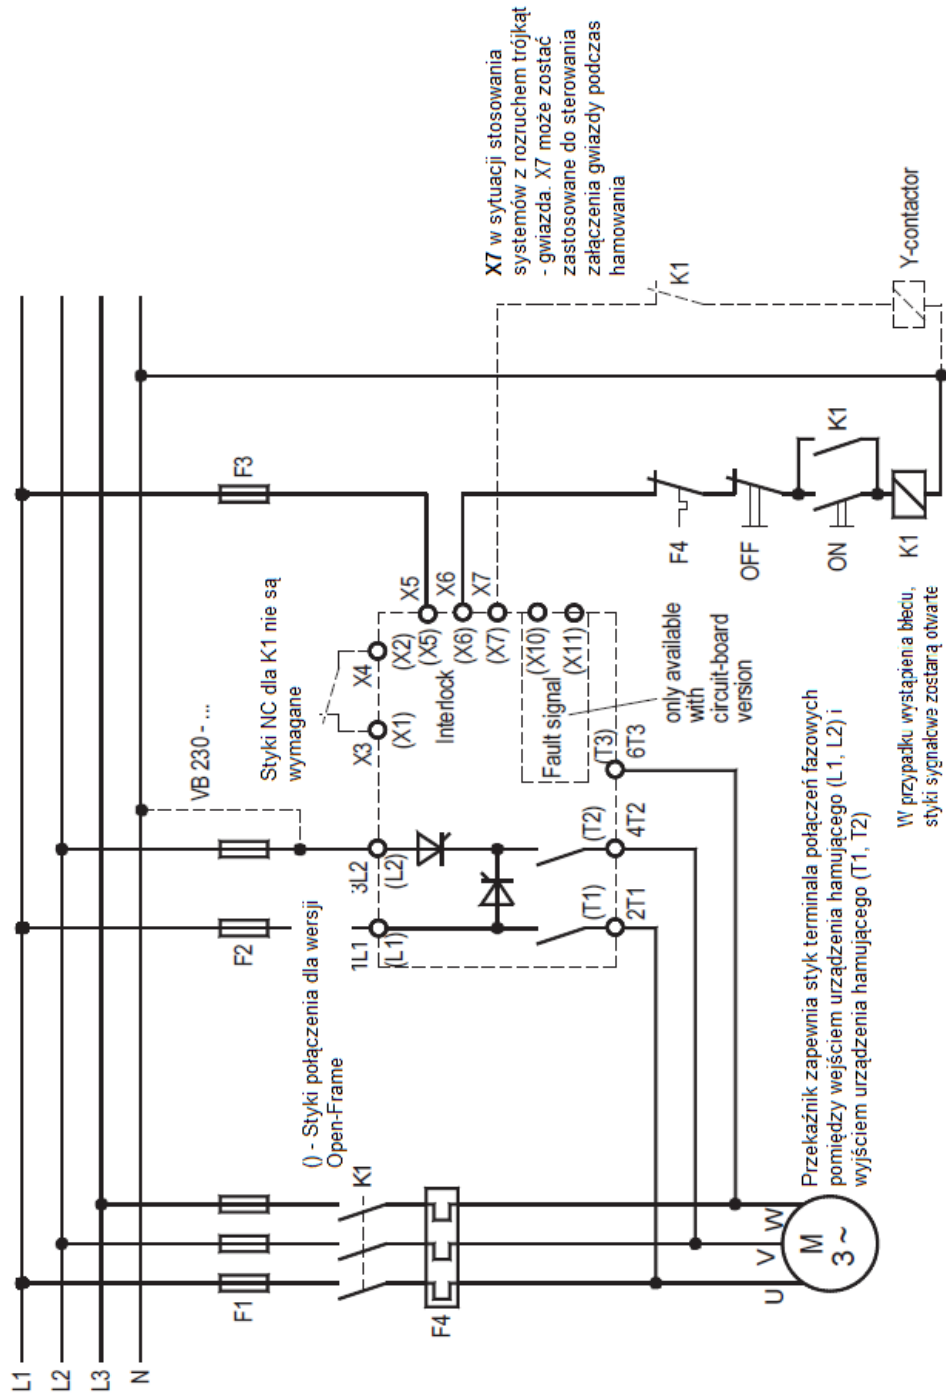 L1
L2
L3
N
F1
F2
F3
VB 230 - ...
() - Styki połączenia dla wersji
Open-Frame
Styki NC dla K1 nie są
wymagane
K1
F4
1L1
(L1)
3L2
(L2)
X3
(X1)
X4
(X2)
X5
(X5)
X6
(X6)
X7
(X7)
Interlock
(X10)
(X11)
Fault signal
(T1)
2T1
(T2)
4T2
(T3)
6T3
only available
with
circuit-board
version
X7 w sytuacji stosowania
systemów z rozruchem trójkąt
- gwiazda. X7 może zostać
zastosowane do sterowania
załączenia gwiazdy podczas
hamowania
K1
Y-contactor
F4
OFF
ON
K1
K1
U
V
W
M
3 ~
Przekaźnik zapewnia styk terminala połączeń fazowych
pomiędzy wejściem urządzenia hamującego (L1, L2) i
wyjściem urządzenia hamującego (T1, T2)
W przypadku wystąpienia błedu,
styki sygnałowe zostaną otwarte